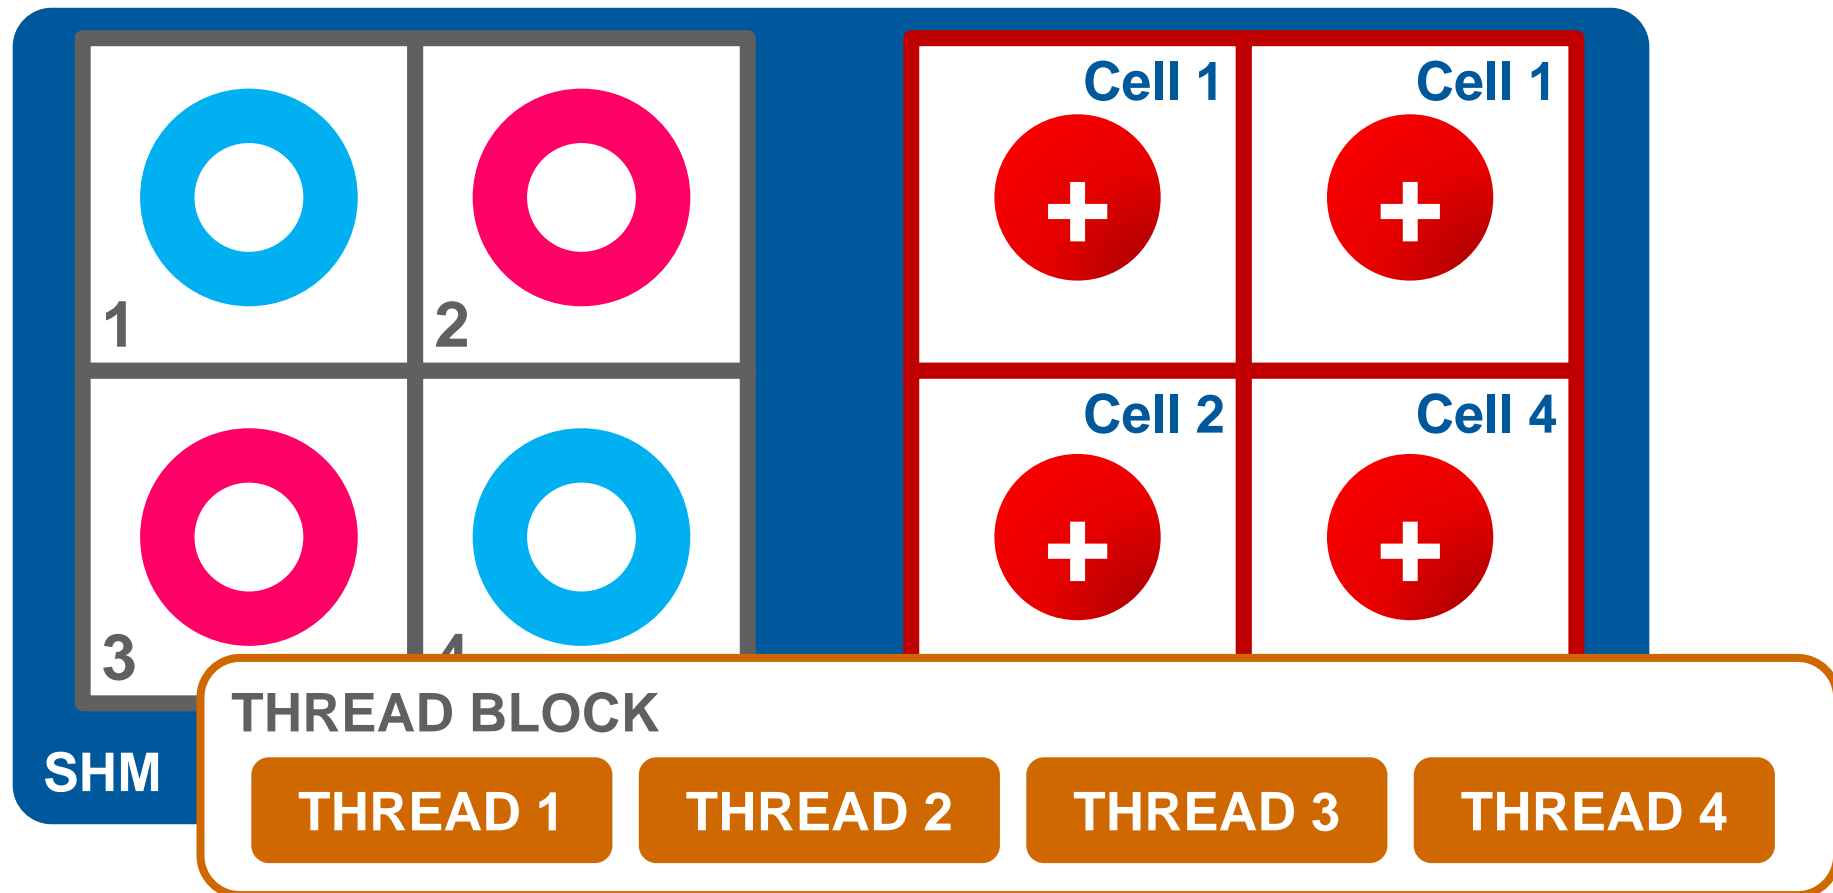 Cell 1
Cell 1
1
2
Cell 2
Cell 4
3
4
THREAD BLOCK
SHM
THREAD 1
THREAD 2
THREAD 3
THREAD 4